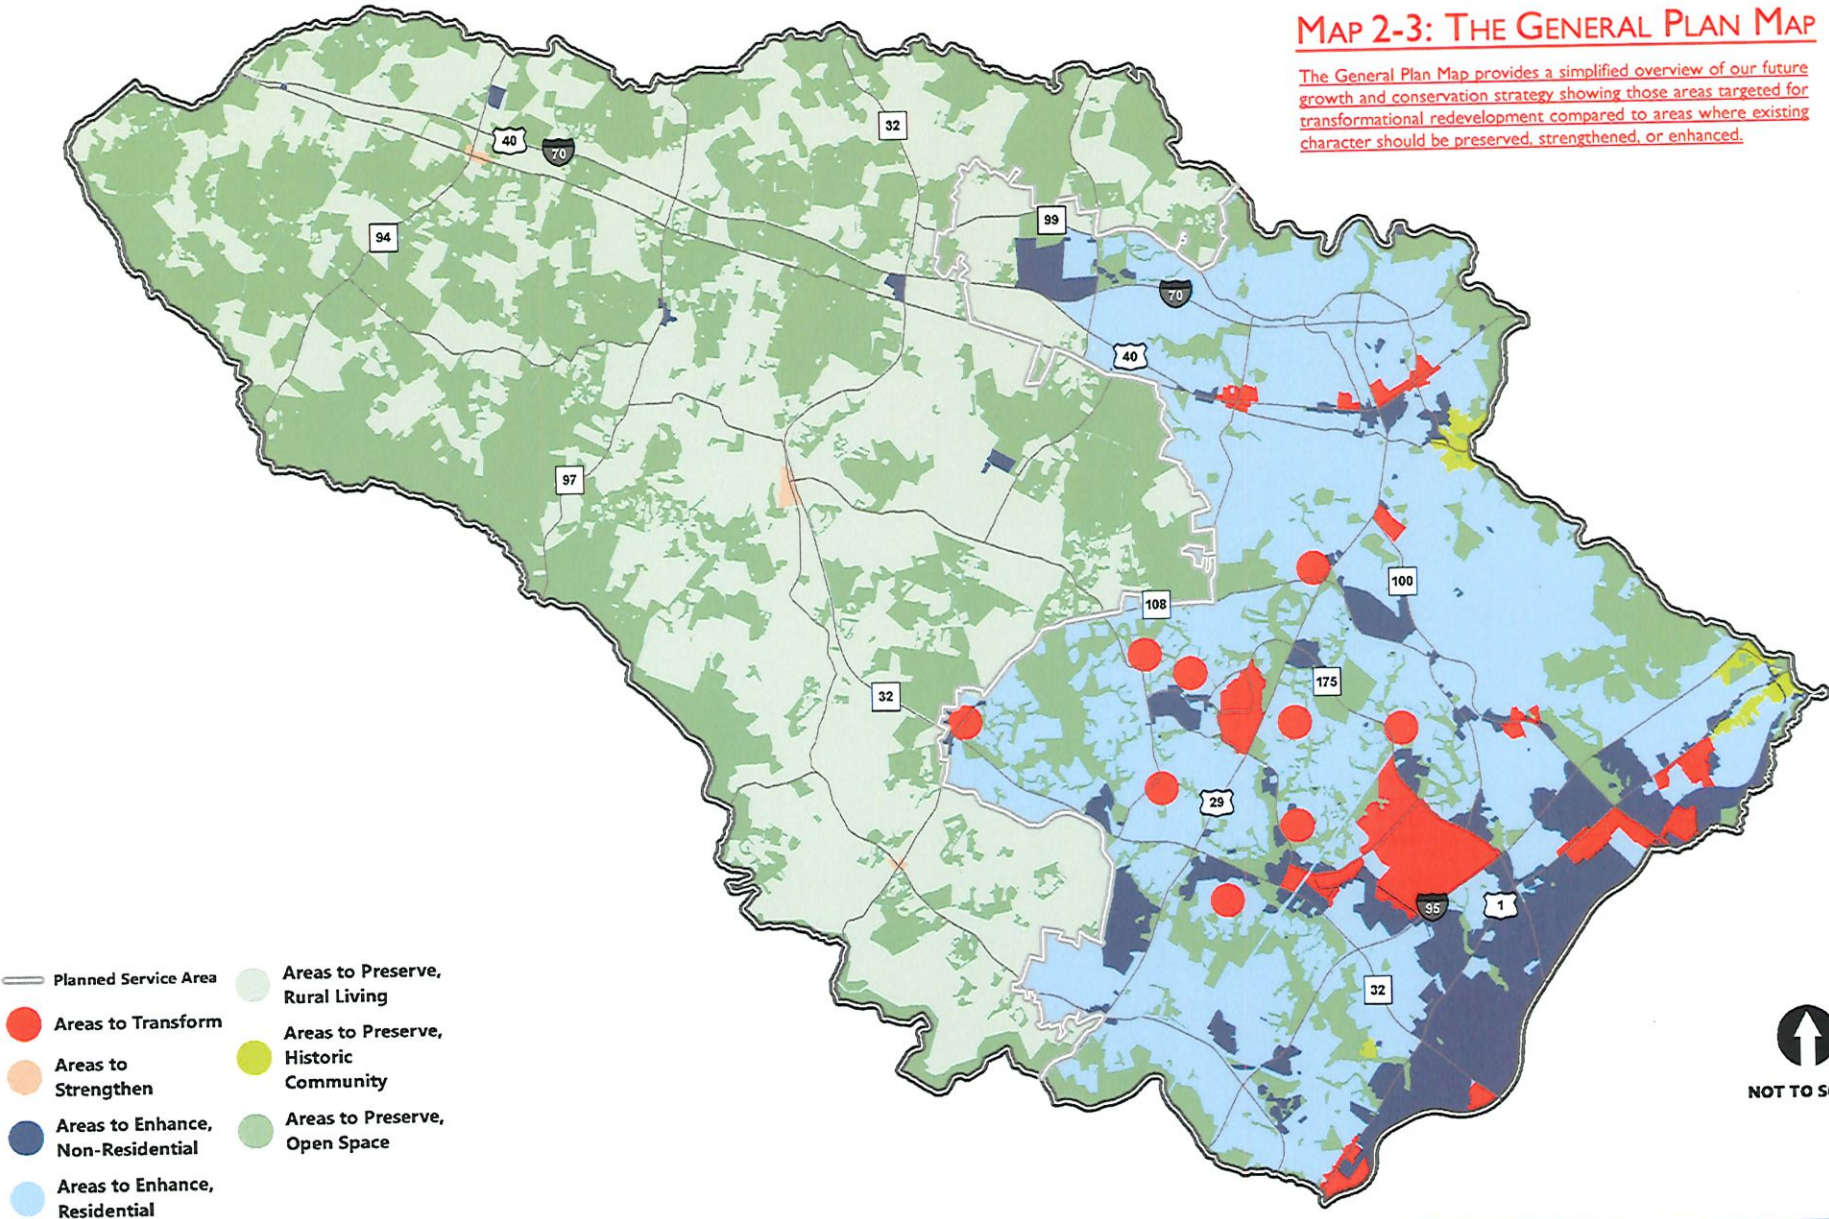 MAP 2-3: THE GENERAL PLAN MAP
The General Plan Map provides a simplified overview of our future
growth and conservation strategy showing those areas targeted for
transformational redevelopment compared to areas where existing
character should be preserved, strengthened, or enhanced.
32
40
70
99
94
70
40
97
100
108
175
32
29
95
1
32
Planned Service Area
Areas to Transform
Areas to
Strengthen
Areas to Enhance,
Non-Residential
Areas to Enhance,
Residential
Areas to Preserve,
Rural Living
Areas to Preserve,
Historic
Community
Areas to Preserve,
Open Space
NOT TO